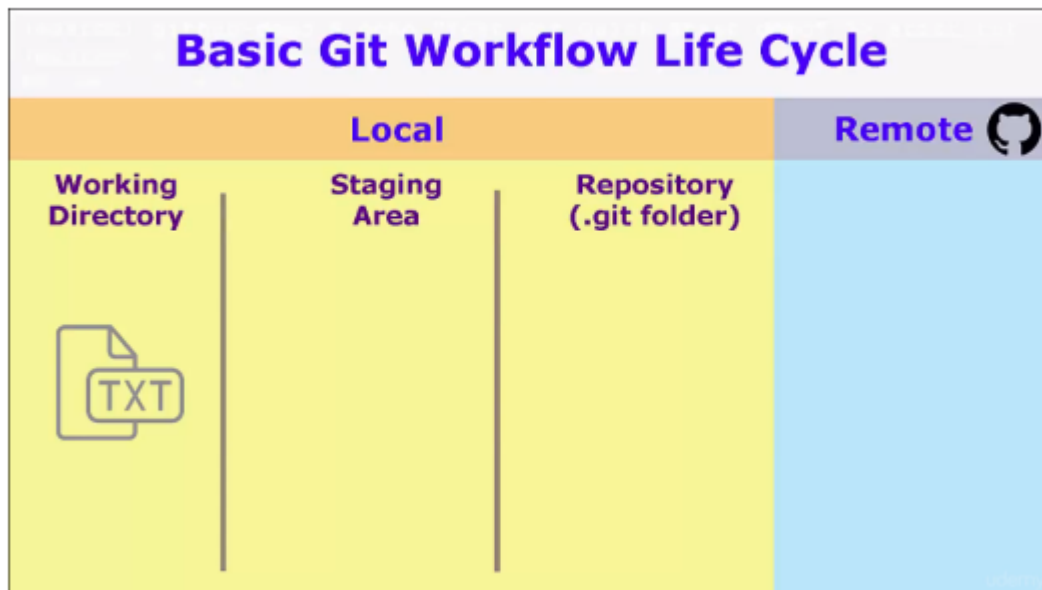 Basic Git Workflow Life Cycle
Local
Remote
Working
Directory
Staging
Area
Repository
(.git folder)
TXT